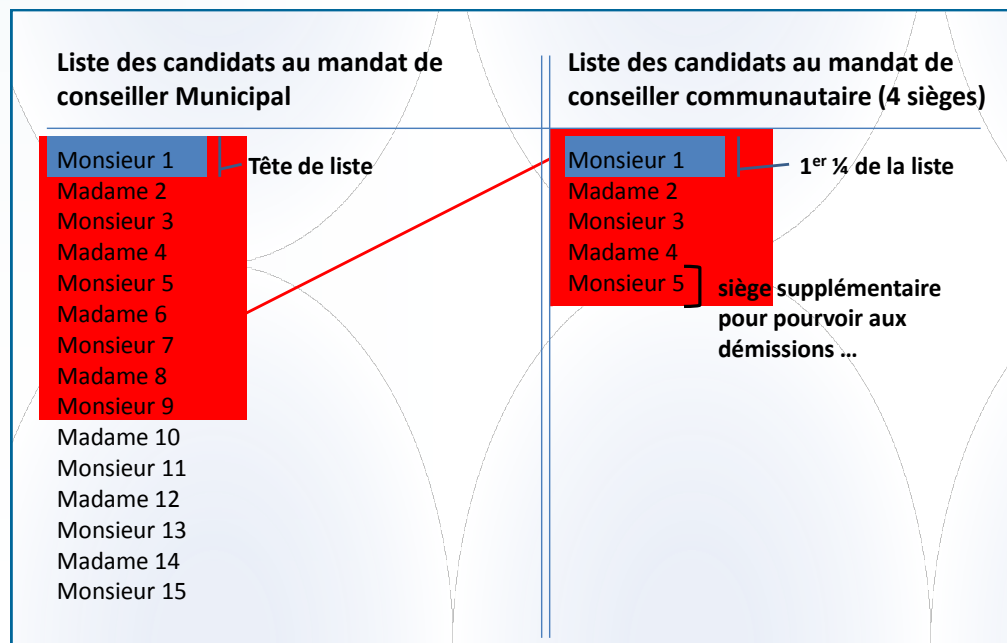 Liste des candidats au mandat de
conseiller Municipal
Monsieur 1
Tête de liste
Madame 2
Monsieur 3
Madame 4
Monsieur 5
Madame 6
Monsieur 7
Madame 8
Monsieur 9
Madame 10
Monsieur 11
Madame 12
Monsieur 13
Madame 14
Monsieur 15
Liste des candidats au mandat de
conseiller communautaire (4 sièges)
Monsieur 1
1er ¼ de la liste
Madame 2
Monsieur 3
Madame 4
Monsieur 5
siège supplémentaire
pour pourvoir aux
démissions ...